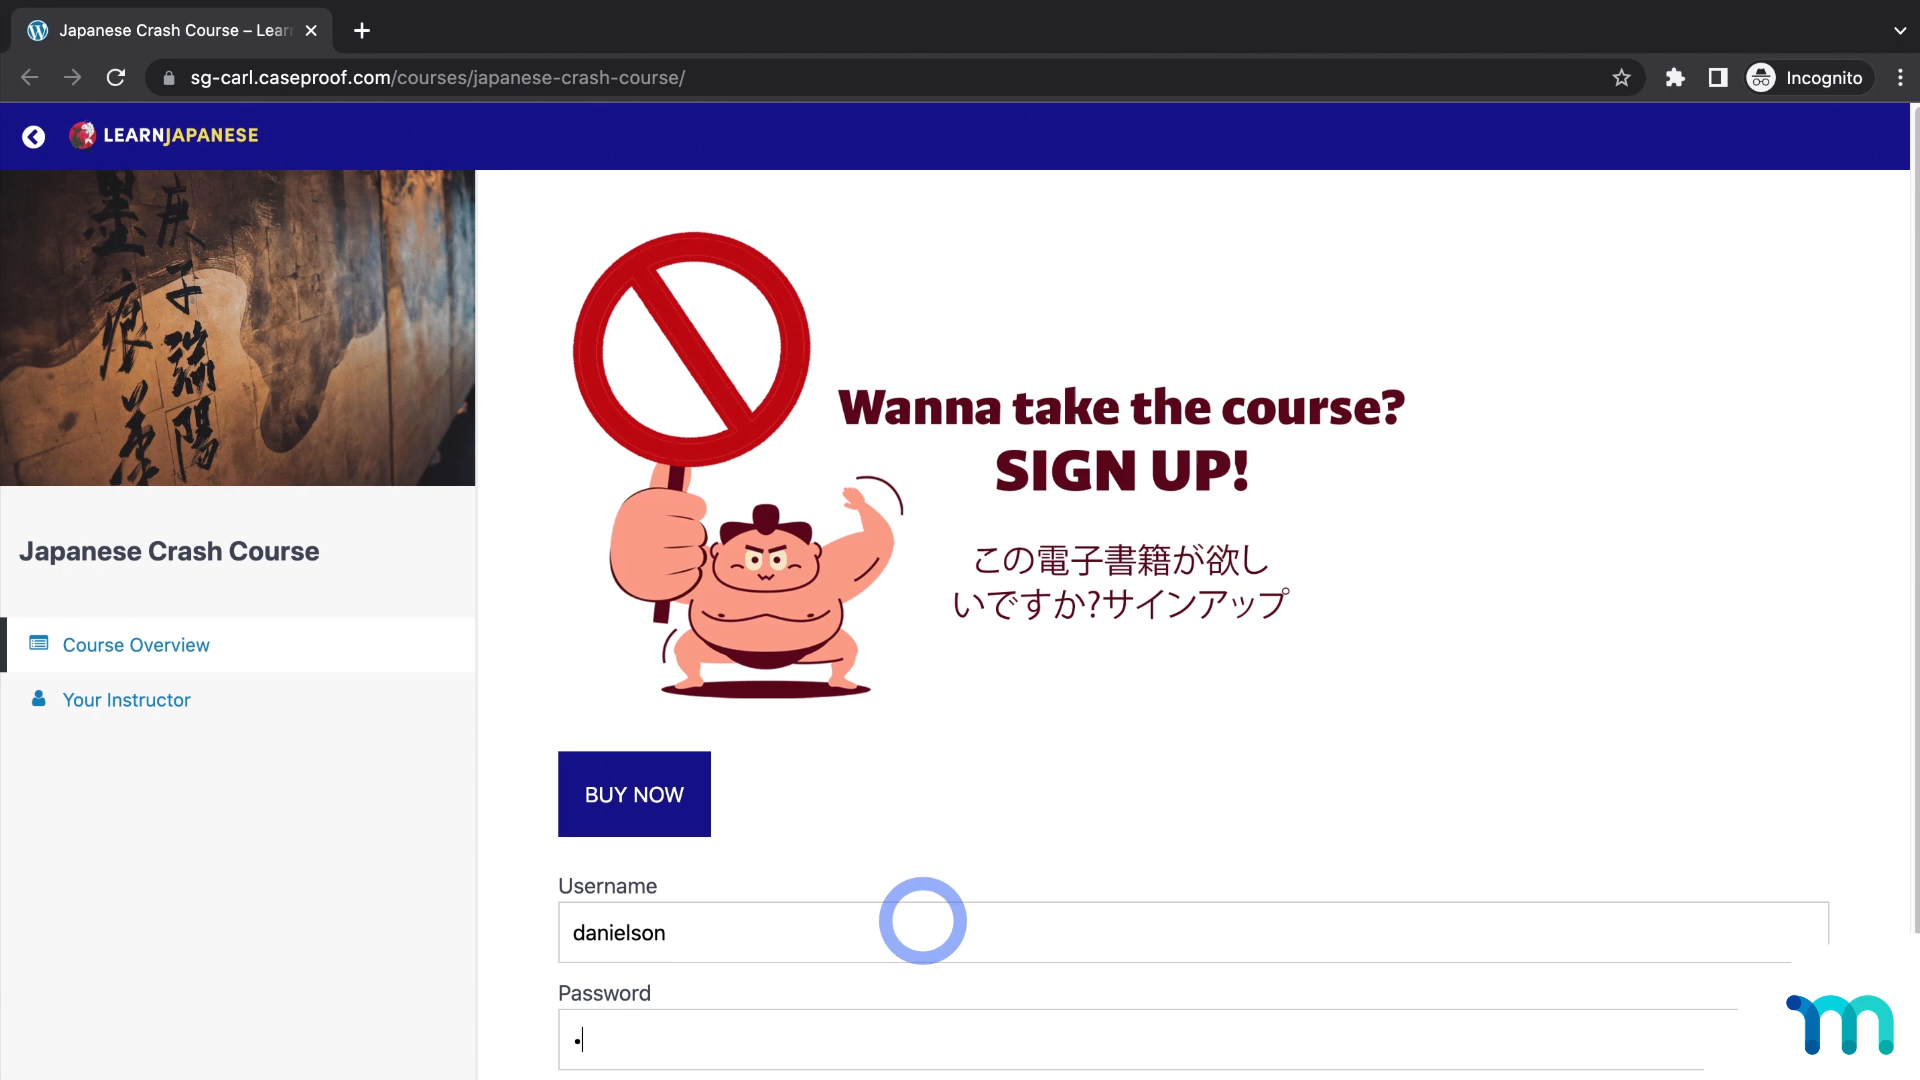 Japanese Crash Course – Lear
sg-carl.caseproof.com/courses/japanese-crash-course/
Incognito
LEARNJAPANESE
Japanese Crash Course
Course Overview
Your Instructor
Wanna take the course?
SIGN UP!
この電子書籍が欲し
いですか?サインアップ
BUY NOW
Username
danielson
Password